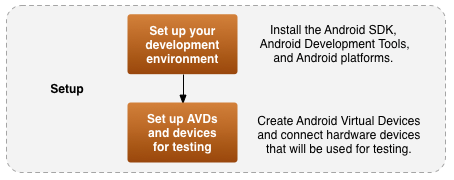 Set up your
development
environment
Install the Android SDK,
Android Development Tools,
and Android platforms.
Setup
Set up AVDs
and devices
for testing
Create Android Virtual Devices
and connect hardware devices
that will be used for testing.